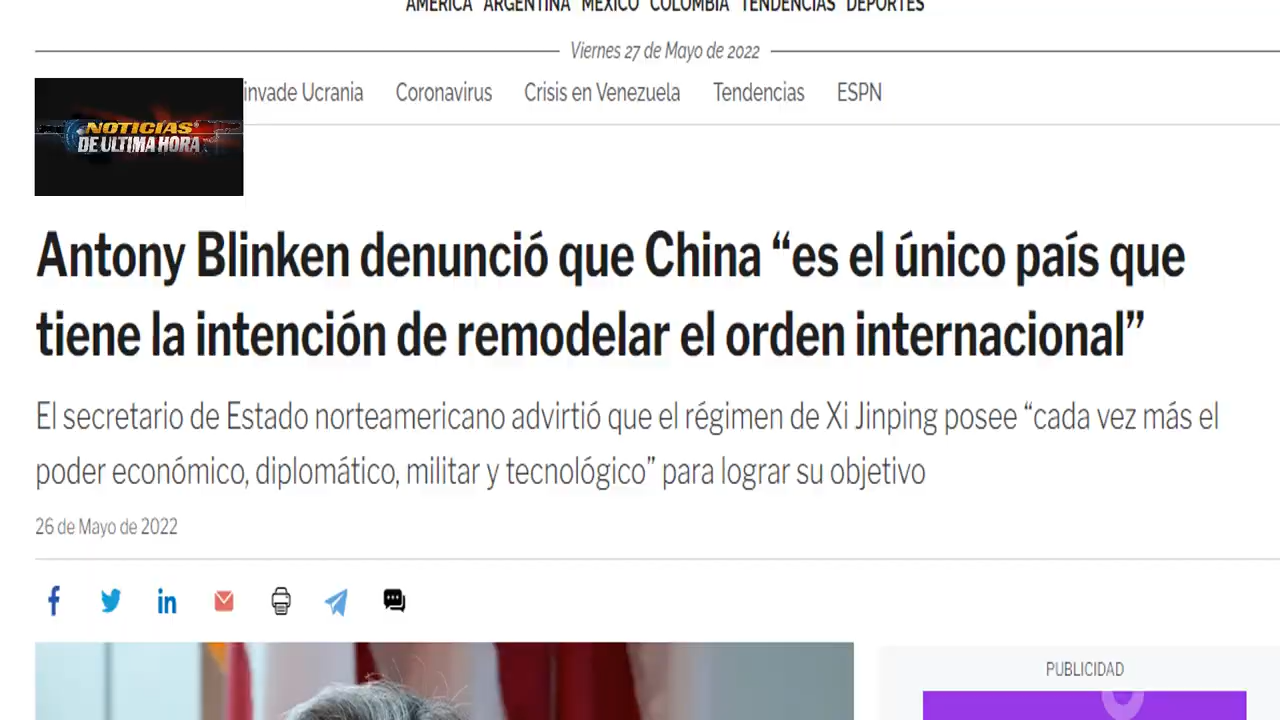 AMÉRICA ARGENTINA MÉXICO COLOMBIA TENDENCIAS DEPORTES
Viernes 27 de Mayo de 2022
invade Ucrania Coronavirus Crisis en Venezuela Tendencias ESPN
NOTICIAS
DE ULTIMA HORA
Antony Blinken denunció que China “es el único país que
tiene la intención de remodelar el orden internacional”
El secretario de Estado norteamericano advirtió que el régimen de Xi Jinping posee “cada vez más el
poder económico, diplomático, militar y tecnológico” para lograr su objetivo
26 de Mayo de 2022
PUBLICIDAD